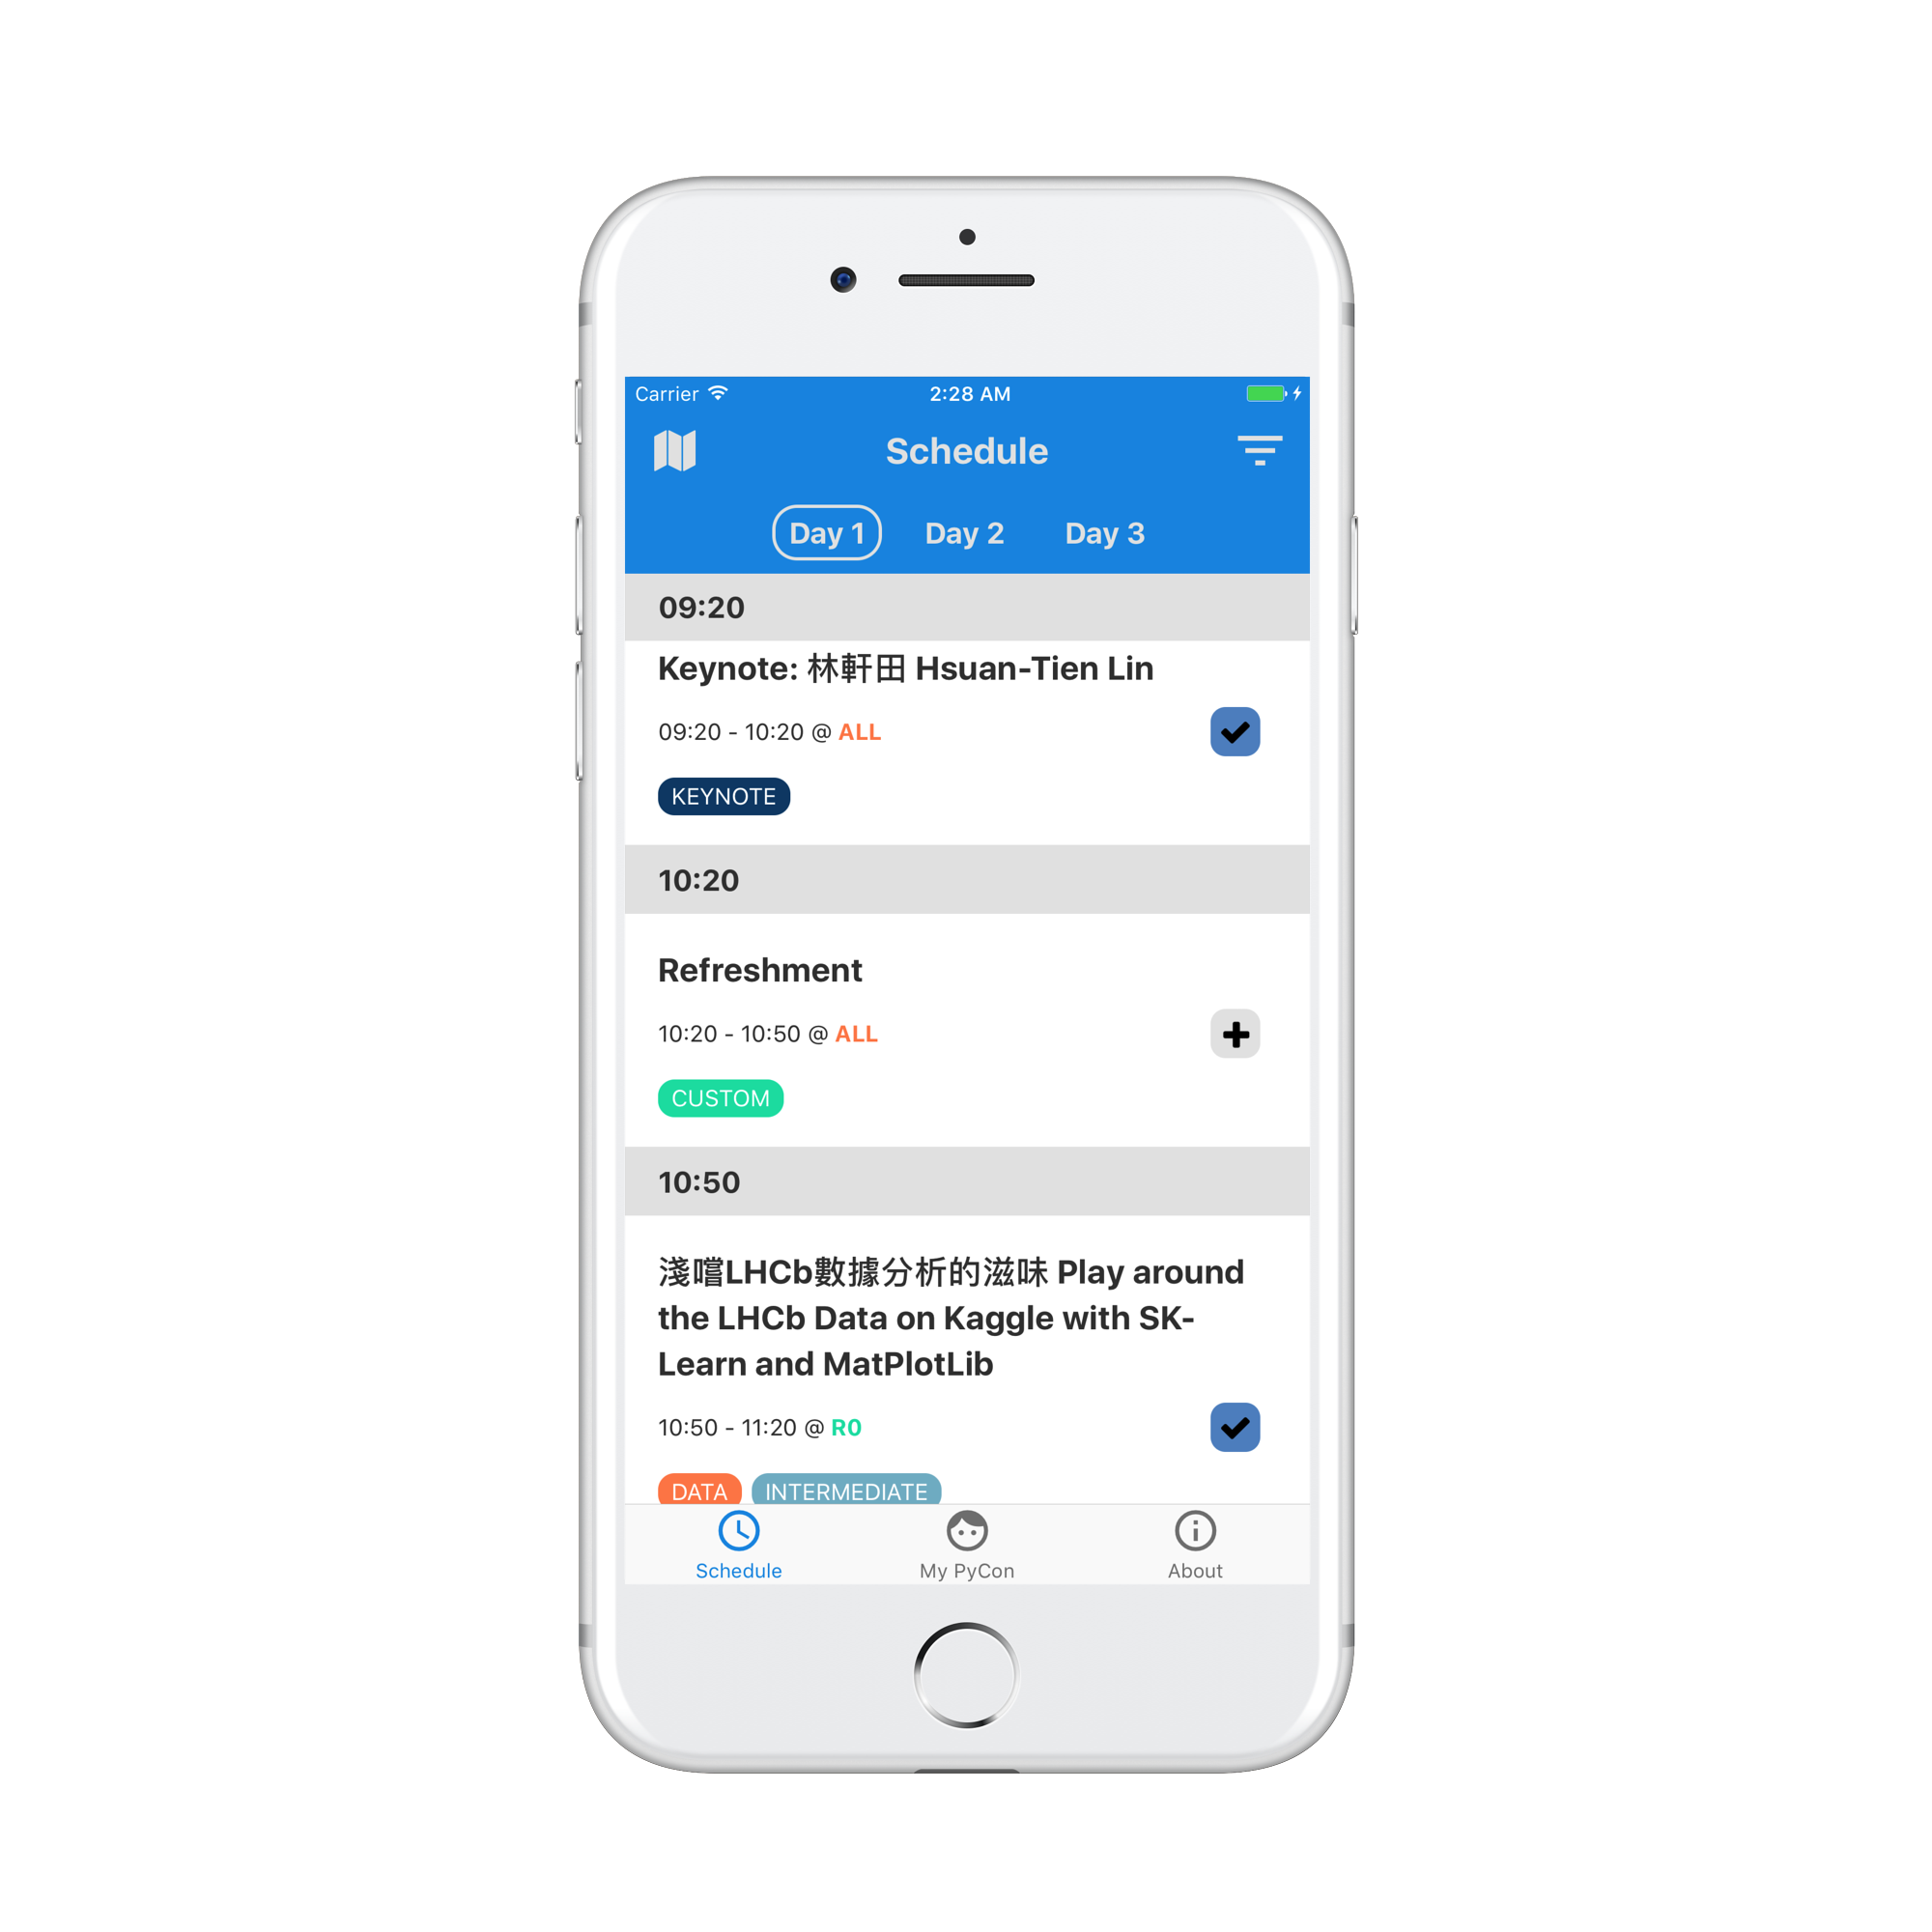 Carrier 2:28 AM
Schedule
Day 1 Day 2 Day 3
09:20
Keynote: 林軒田 Hsuan-Tien Lin
09:20 - 10:20 @ ALL
KEYNOTE
10:20
Refreshment
10:20 - 10:50 @ ALL
CUSTOM
10:50
淺嚐LHCb數據分析的滋味 Play around
the LHCb Data on Kaggle with SK-
Learn and MatPlotLib
10:50 - 11:20 @ R0
DATA INTERMEDIATE
Schedule My PyCon About